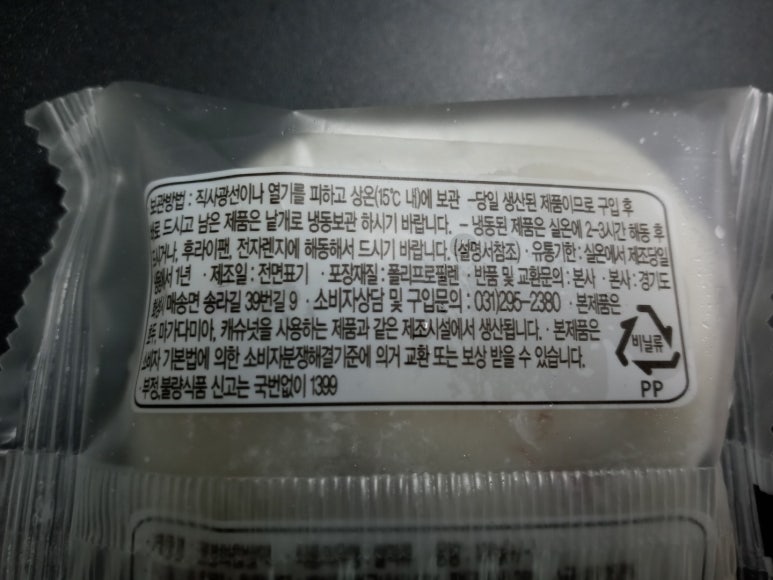 보관방법 : 직사광선이나 열기를 피하고 상온(15℃ 내)에 보관 -당일 생산된 제품이므로 구입 후
바로 드시고 남은 제품은 낱개로 냉동보관 하시기 바랍니다. - 냉동된 제품은 실온에 2~3시간 해동 후
드시거나, 후라이팬, 전자렌지에 해동해서 드시기 바랍니다. (설명서참조) · 유통기한 : 실온에서 제조당일
1년 · 제조일 : 전면표기 · 포장재질 : 폴리프로필렌 · 반품 및 교환문의 : 본사 · 본사 : 경기도
매송면 송라길 39번길 9 · 소비자상담 및 구입문의 : 031)295-2380 · 본제품은
마가다미아, 캐슈넛을 사용하는 제품과 같은 제조시설에서 생산됩니다. · 본제품은
소비자 기본법에 의한 소비자분쟁해결기준에 의거 교환 또는 보상 받을 수 있습니다.
·부정,불량식품 신고는 국번없이 1399
비닐류
PP